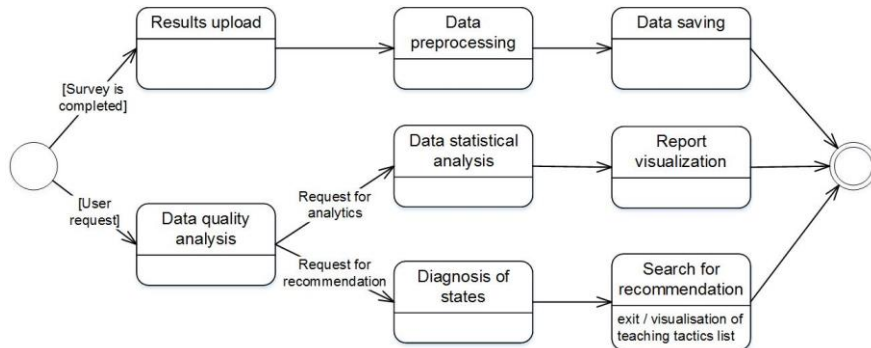 Results upload
Data
preprocessing
Data saving
[Survey is
completed]
Data statistical
analysis
Report
visualization
[User
request]
Data quality
analysis
Request for
analytics
Request for
recommendation
Diagnosis of
states
Search for
recommendation
exit / visualisation of
teaching tactics list